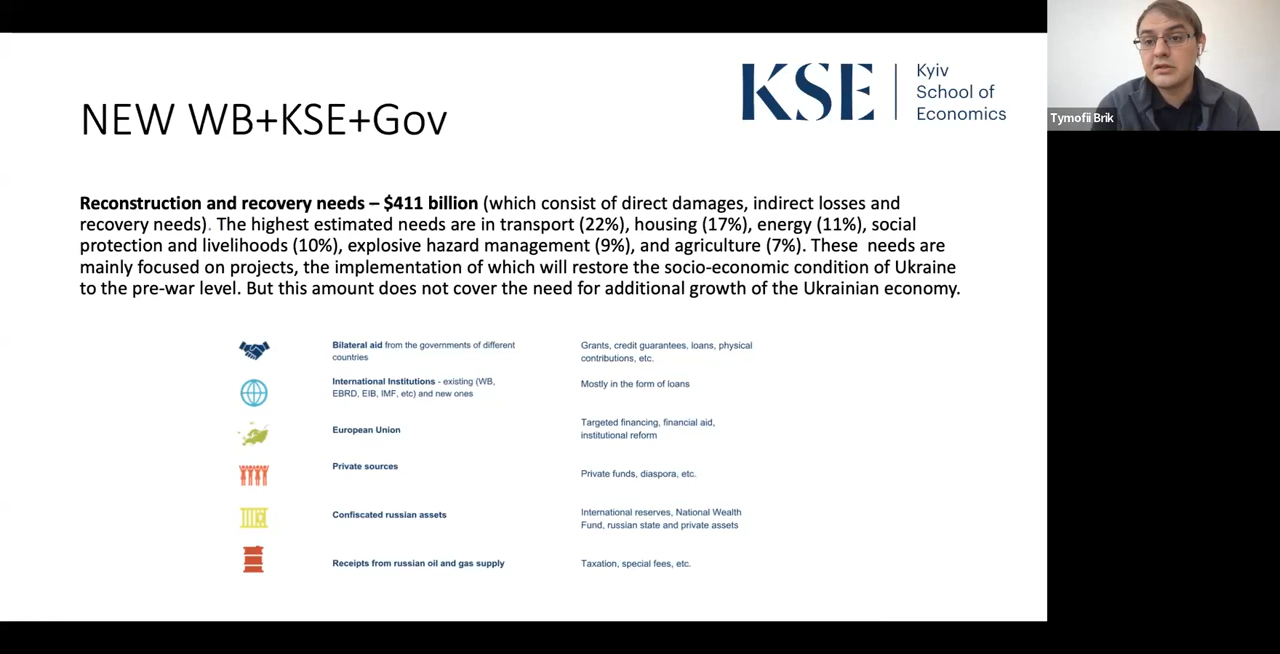 NEW WB+KSE+Gov
KSE
Kyiv
School of
Economics
Tymofii Brik
Reconstruction and recovery needs – $411 billion (which consist of direct damages, indirect losses and
recovery needs). The highest estimated needs are in transport (22%), housing (17%), energy (11%), social
protection and livelihoods (10%), explosive hazard management (9%), and agriculture (7%). These needs are
mainly focused on projects, the implementation of which will restore the socio-economic condition of Ukraine
to the pre-war level. But this amount does not cover the need for additional growth of the Ukrainian economy.
Bilateral aid from the governments of different
countries
Grants, credit guarantees, loans, physical
contributions, etc.
International Institutions - existing (WB,
EBRD, EIB, IMF, etc) and new ones
Mostly in the form of loans
European Union
Targeted financing, financial aid,
institutional reform
Private sources
Private funds, diaspora, etc.
Confiscated russian assets
International reserves, National Wealth
Fund, russian state and private assets
Receipts from russian oil and gas supply
Taxation, special fees, etc.